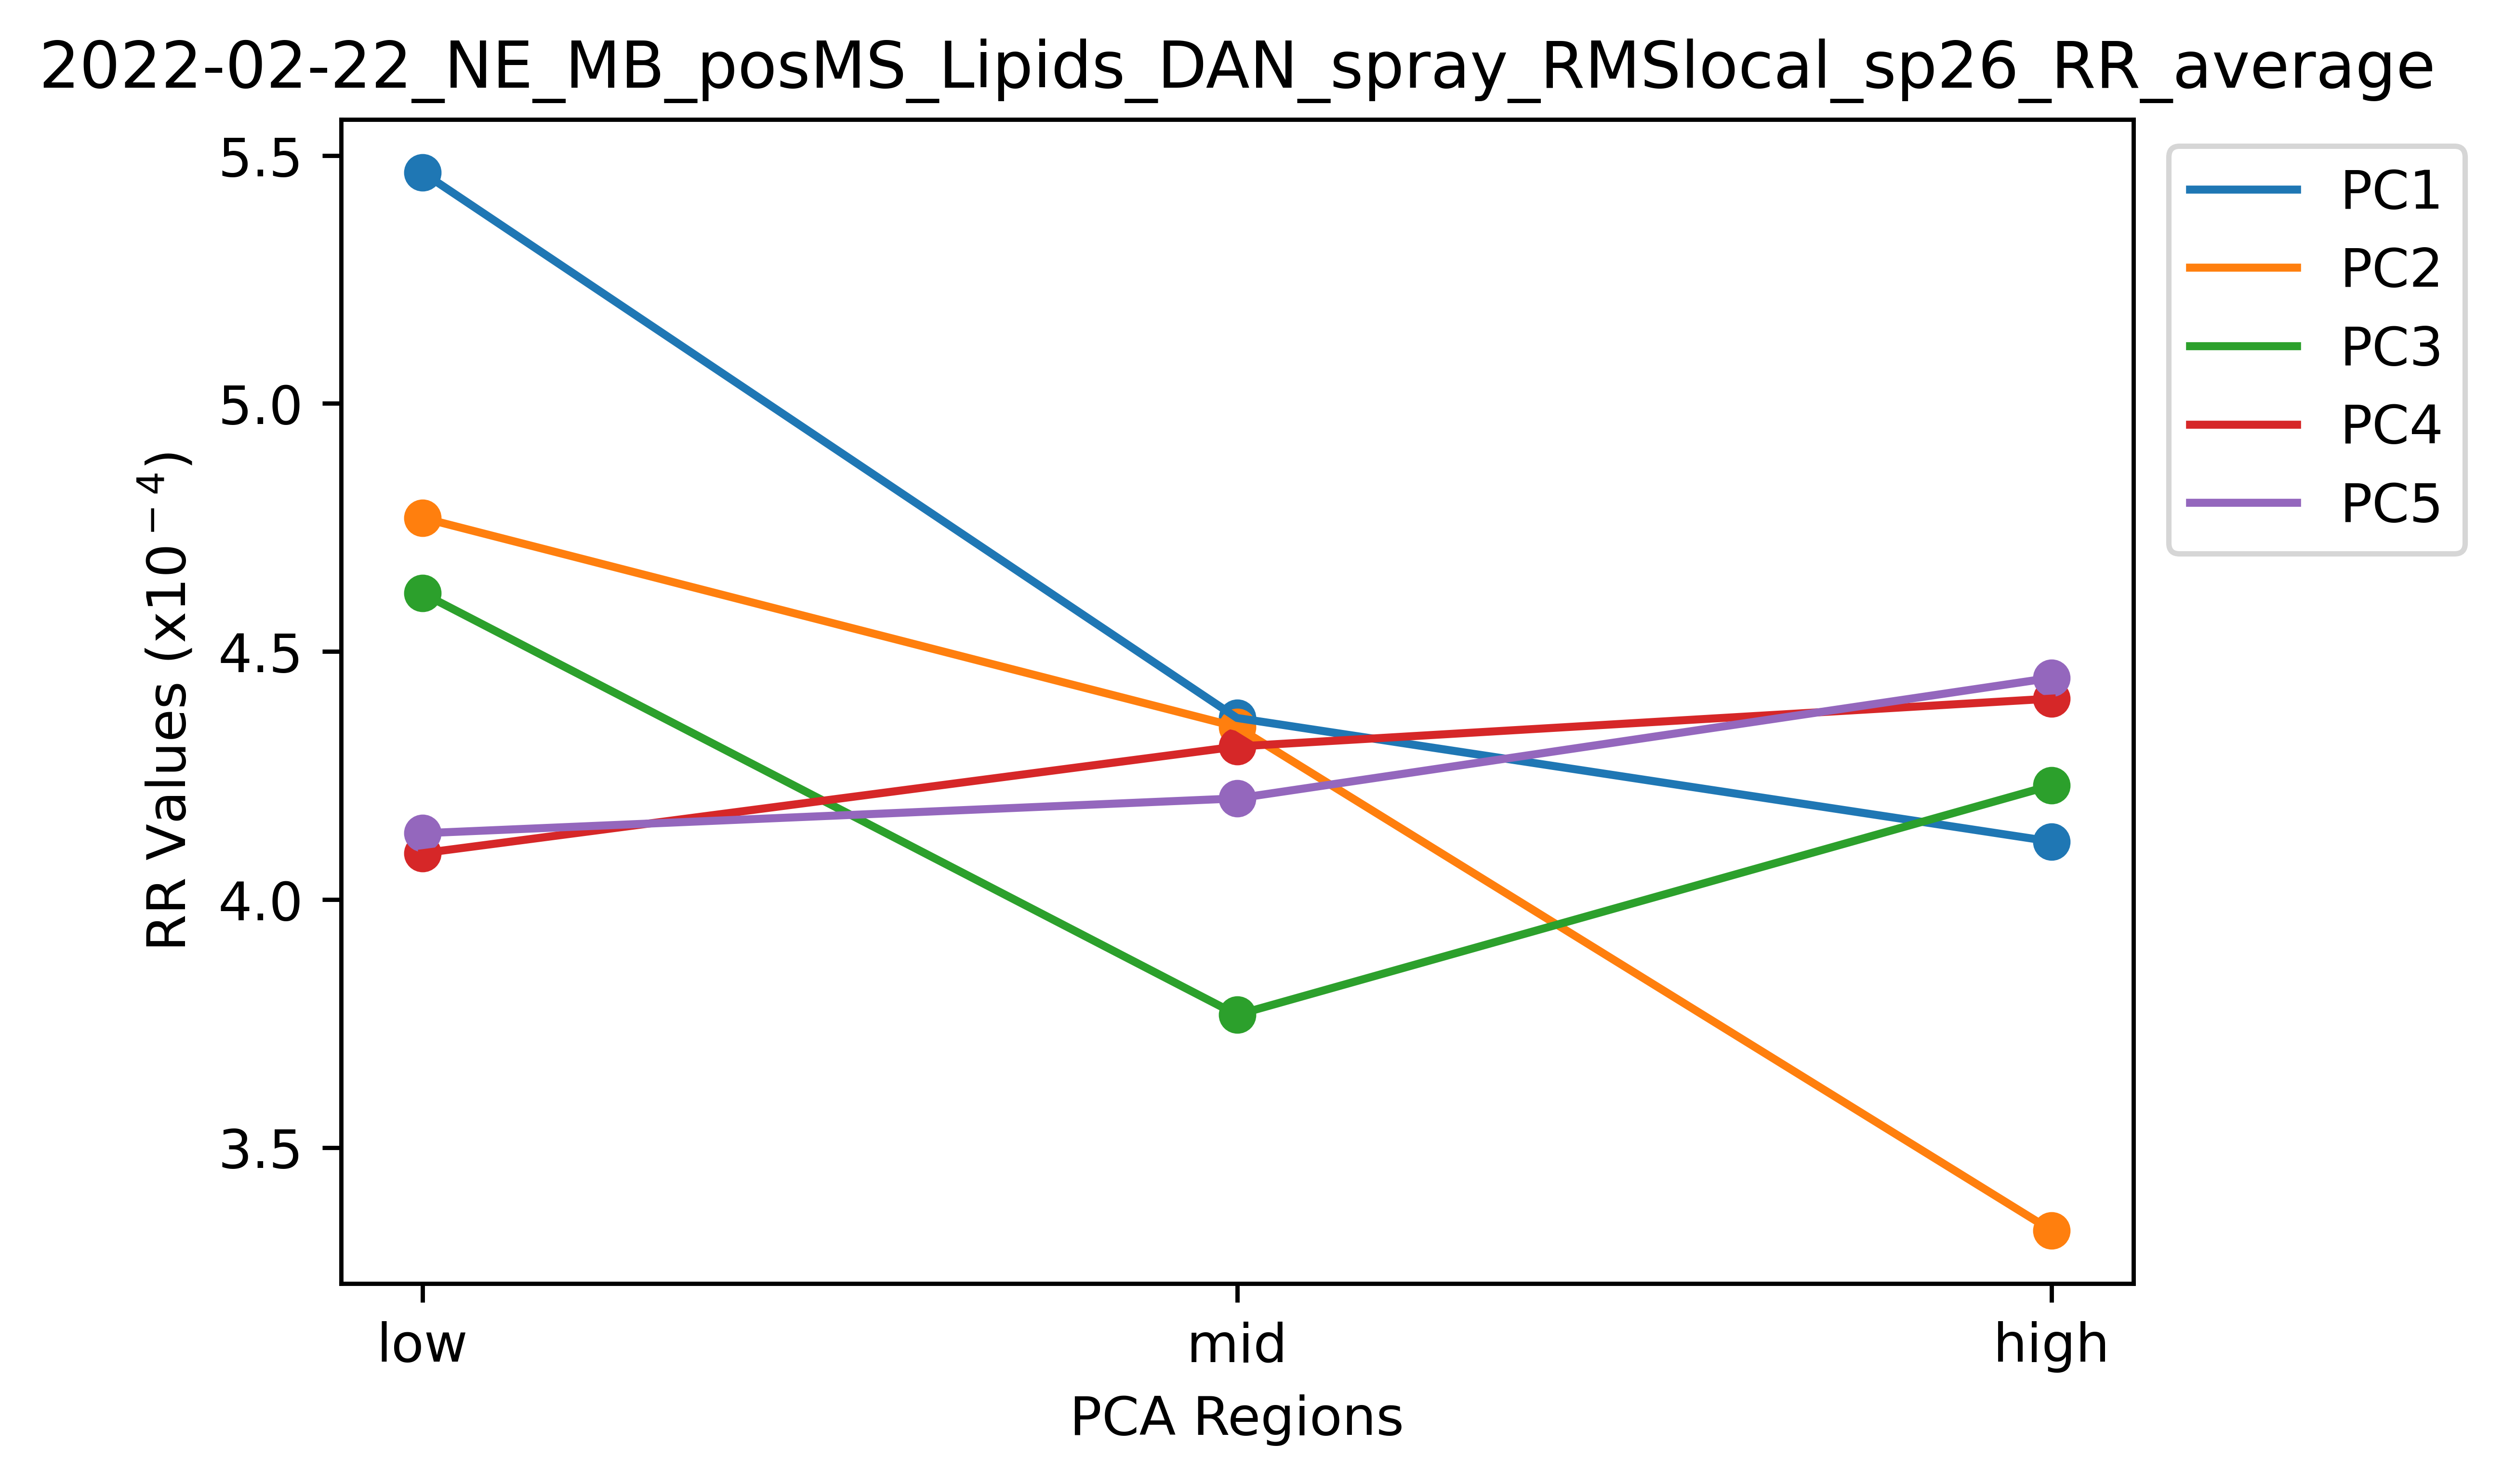 2022-02-22_NE_MB_posMS_Lipids_DAN_spray_RMSlocal_sp26_RR_average
5.5
5.0
4.5
4.0
3.5
RR Values (x10⁻⁴)
low
mid
high
PCA Regions
PC1
PC2
PC3
PC4
PC5